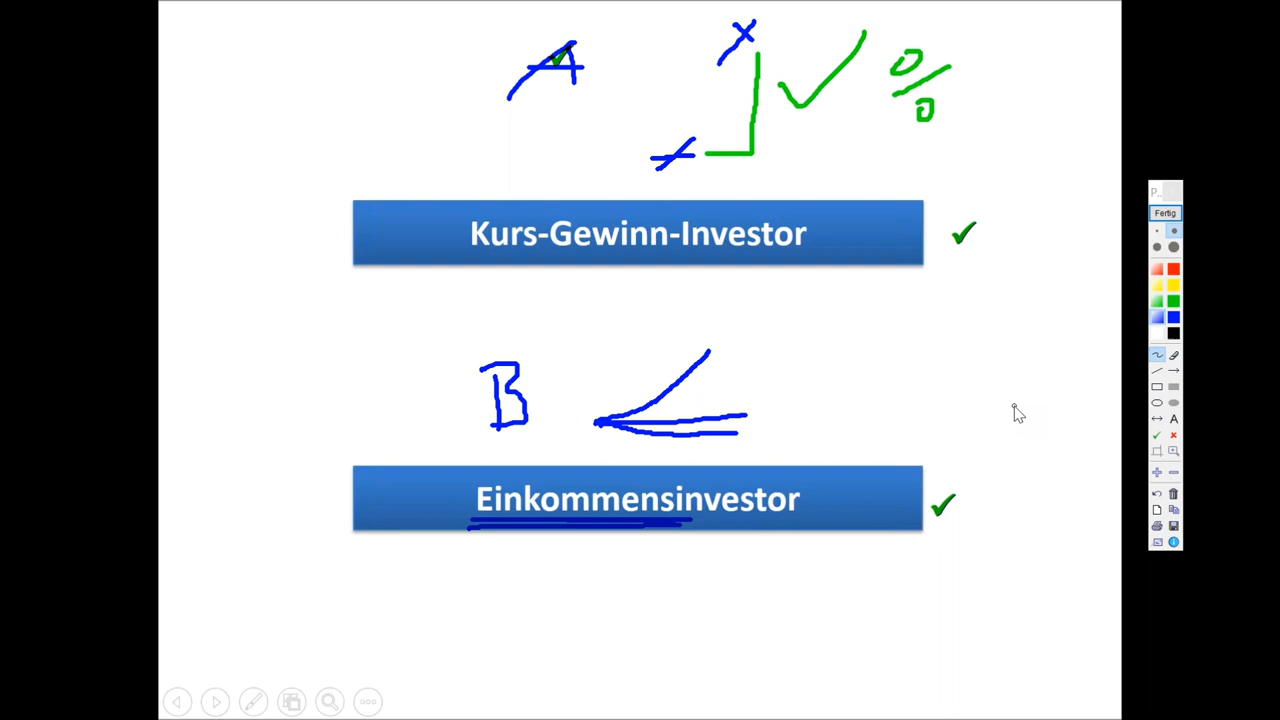 A x %
x
Kurs-Gewinn-Investor
B
Einkommensinvestor
P...
Fertig
A